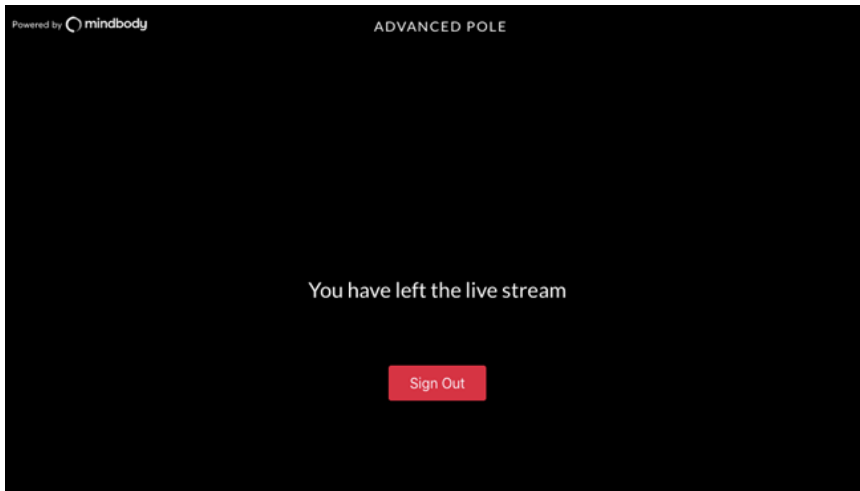 Powered by mindbody
ADVANCED POLE
You have left the live stream
Sign Out